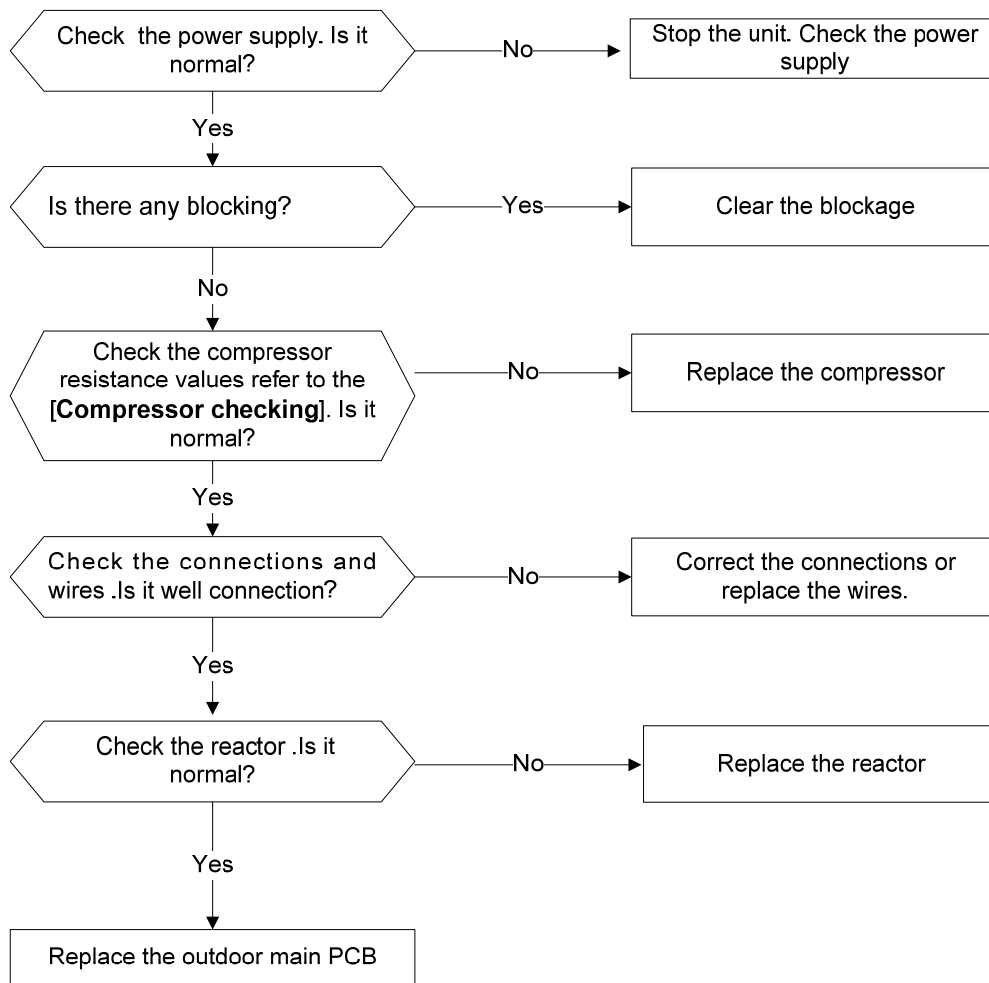 Check the power supply. Is it
normal?
No
Stop the unit. Check the power
supply
Yes
Is there any blocking?
Yes
Clear the blockage
No
Check the compressor
resistance values refer to the
[Compressor checking]. Is it
normal?
No
Replace the compressor
Yes
Check the connections and
wires .Is it well connection?
No
Correct the connections or
replace the wires.
Yes
Check the reactor .Is it
normal?
No
Replace the reactor
Yes
Replace the outdoor main PCB